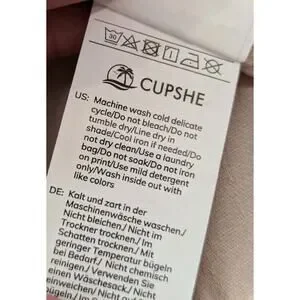 30
CUPSHE
US: Machine wash cold delicate
cycle/Do not bleach/Do not
tumble dry/Line dry in
shade/Cool iron if needed/Do
not dry clean/Use a laundry
bag/Do not soak/Do not iron
on print/Use mild detergent
only/Wash inside out with
like colors
DE: Kalt und zart in der
Maschinenwäsche waschen./
Nicht bleichen./ Nicht im
Trockner trocknen./ Im
Schatten trocknen./ Mit
geringer Temperatur bügeln
bei Bedarf./ Nicht chemisch
reinigen./ Verwenden Sie
einen Wäschesack./ Nicht
bügeln./ Im